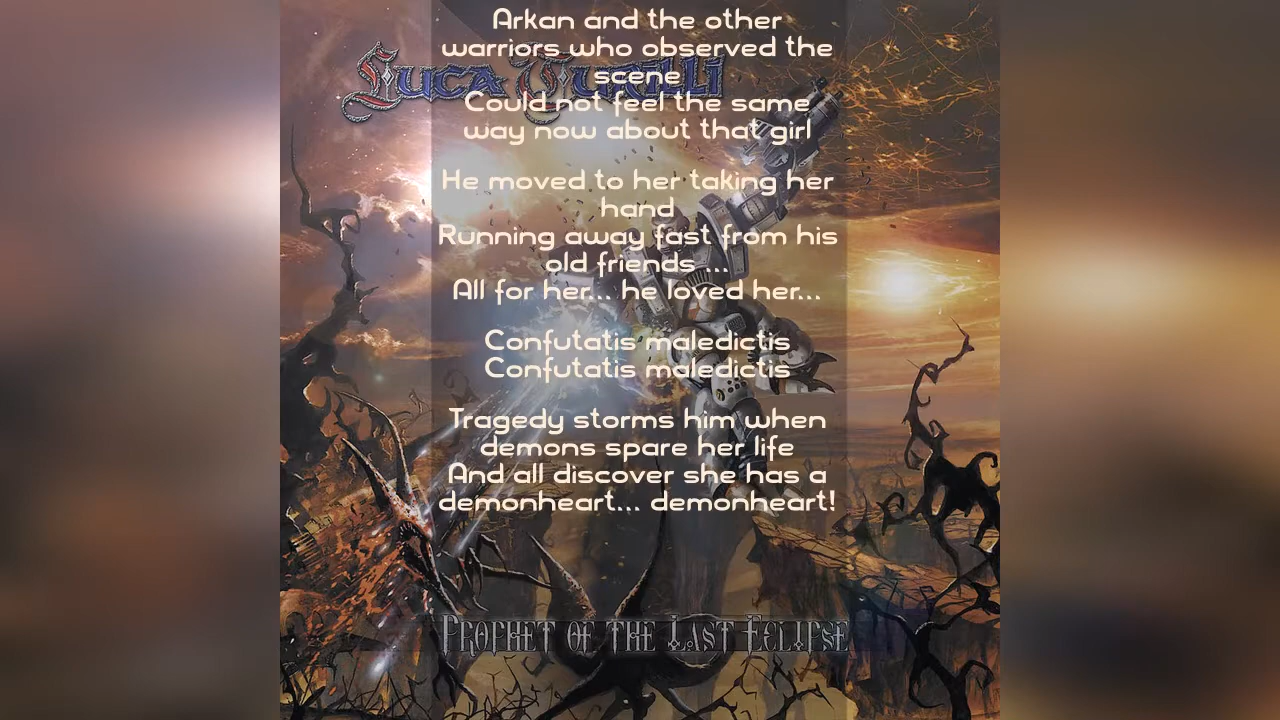 Arkan and the other
warriors who observed the
scene
Luca Turilli
Could not feel the same
way now about that girl
He moved to her taking her
hand
Running away fast from his
old friends ...
All for her... he loved her...
Confutatis maledictis
Confutatis maledictis
Tragedy storms him when
demons spare her life
And all discover she has a
demonheart... demonheart!
Prophet of the Last Eclipse